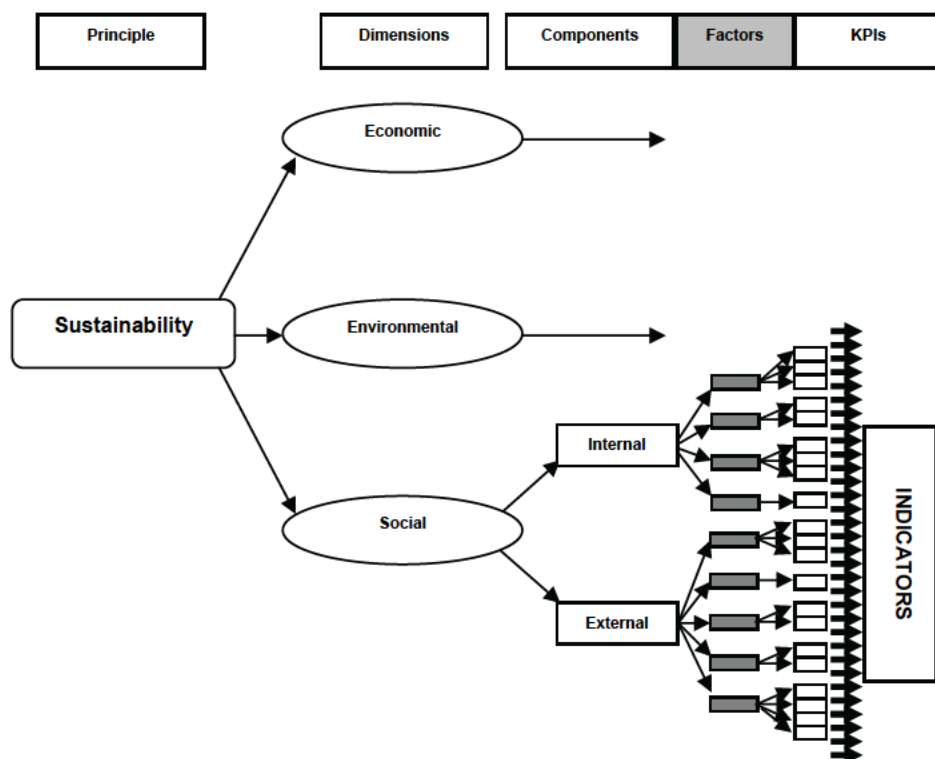 Principle
Dimensions
Components
Factors
KPIs
Economic
Sustainability
Environmental
Internal
Social
External
INDICATORS